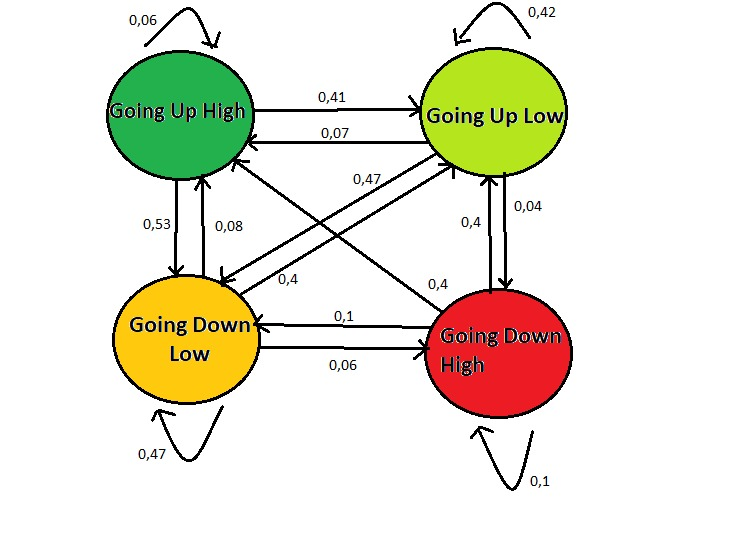 0,06
0,42
0,41
Going Up High
Going Up Low
0,07
0,47
0,53
0,08
0,4
0,04
0,4
0,4
0,1
Going Down
Low
Going Down
High
0,06
0,47
0,1